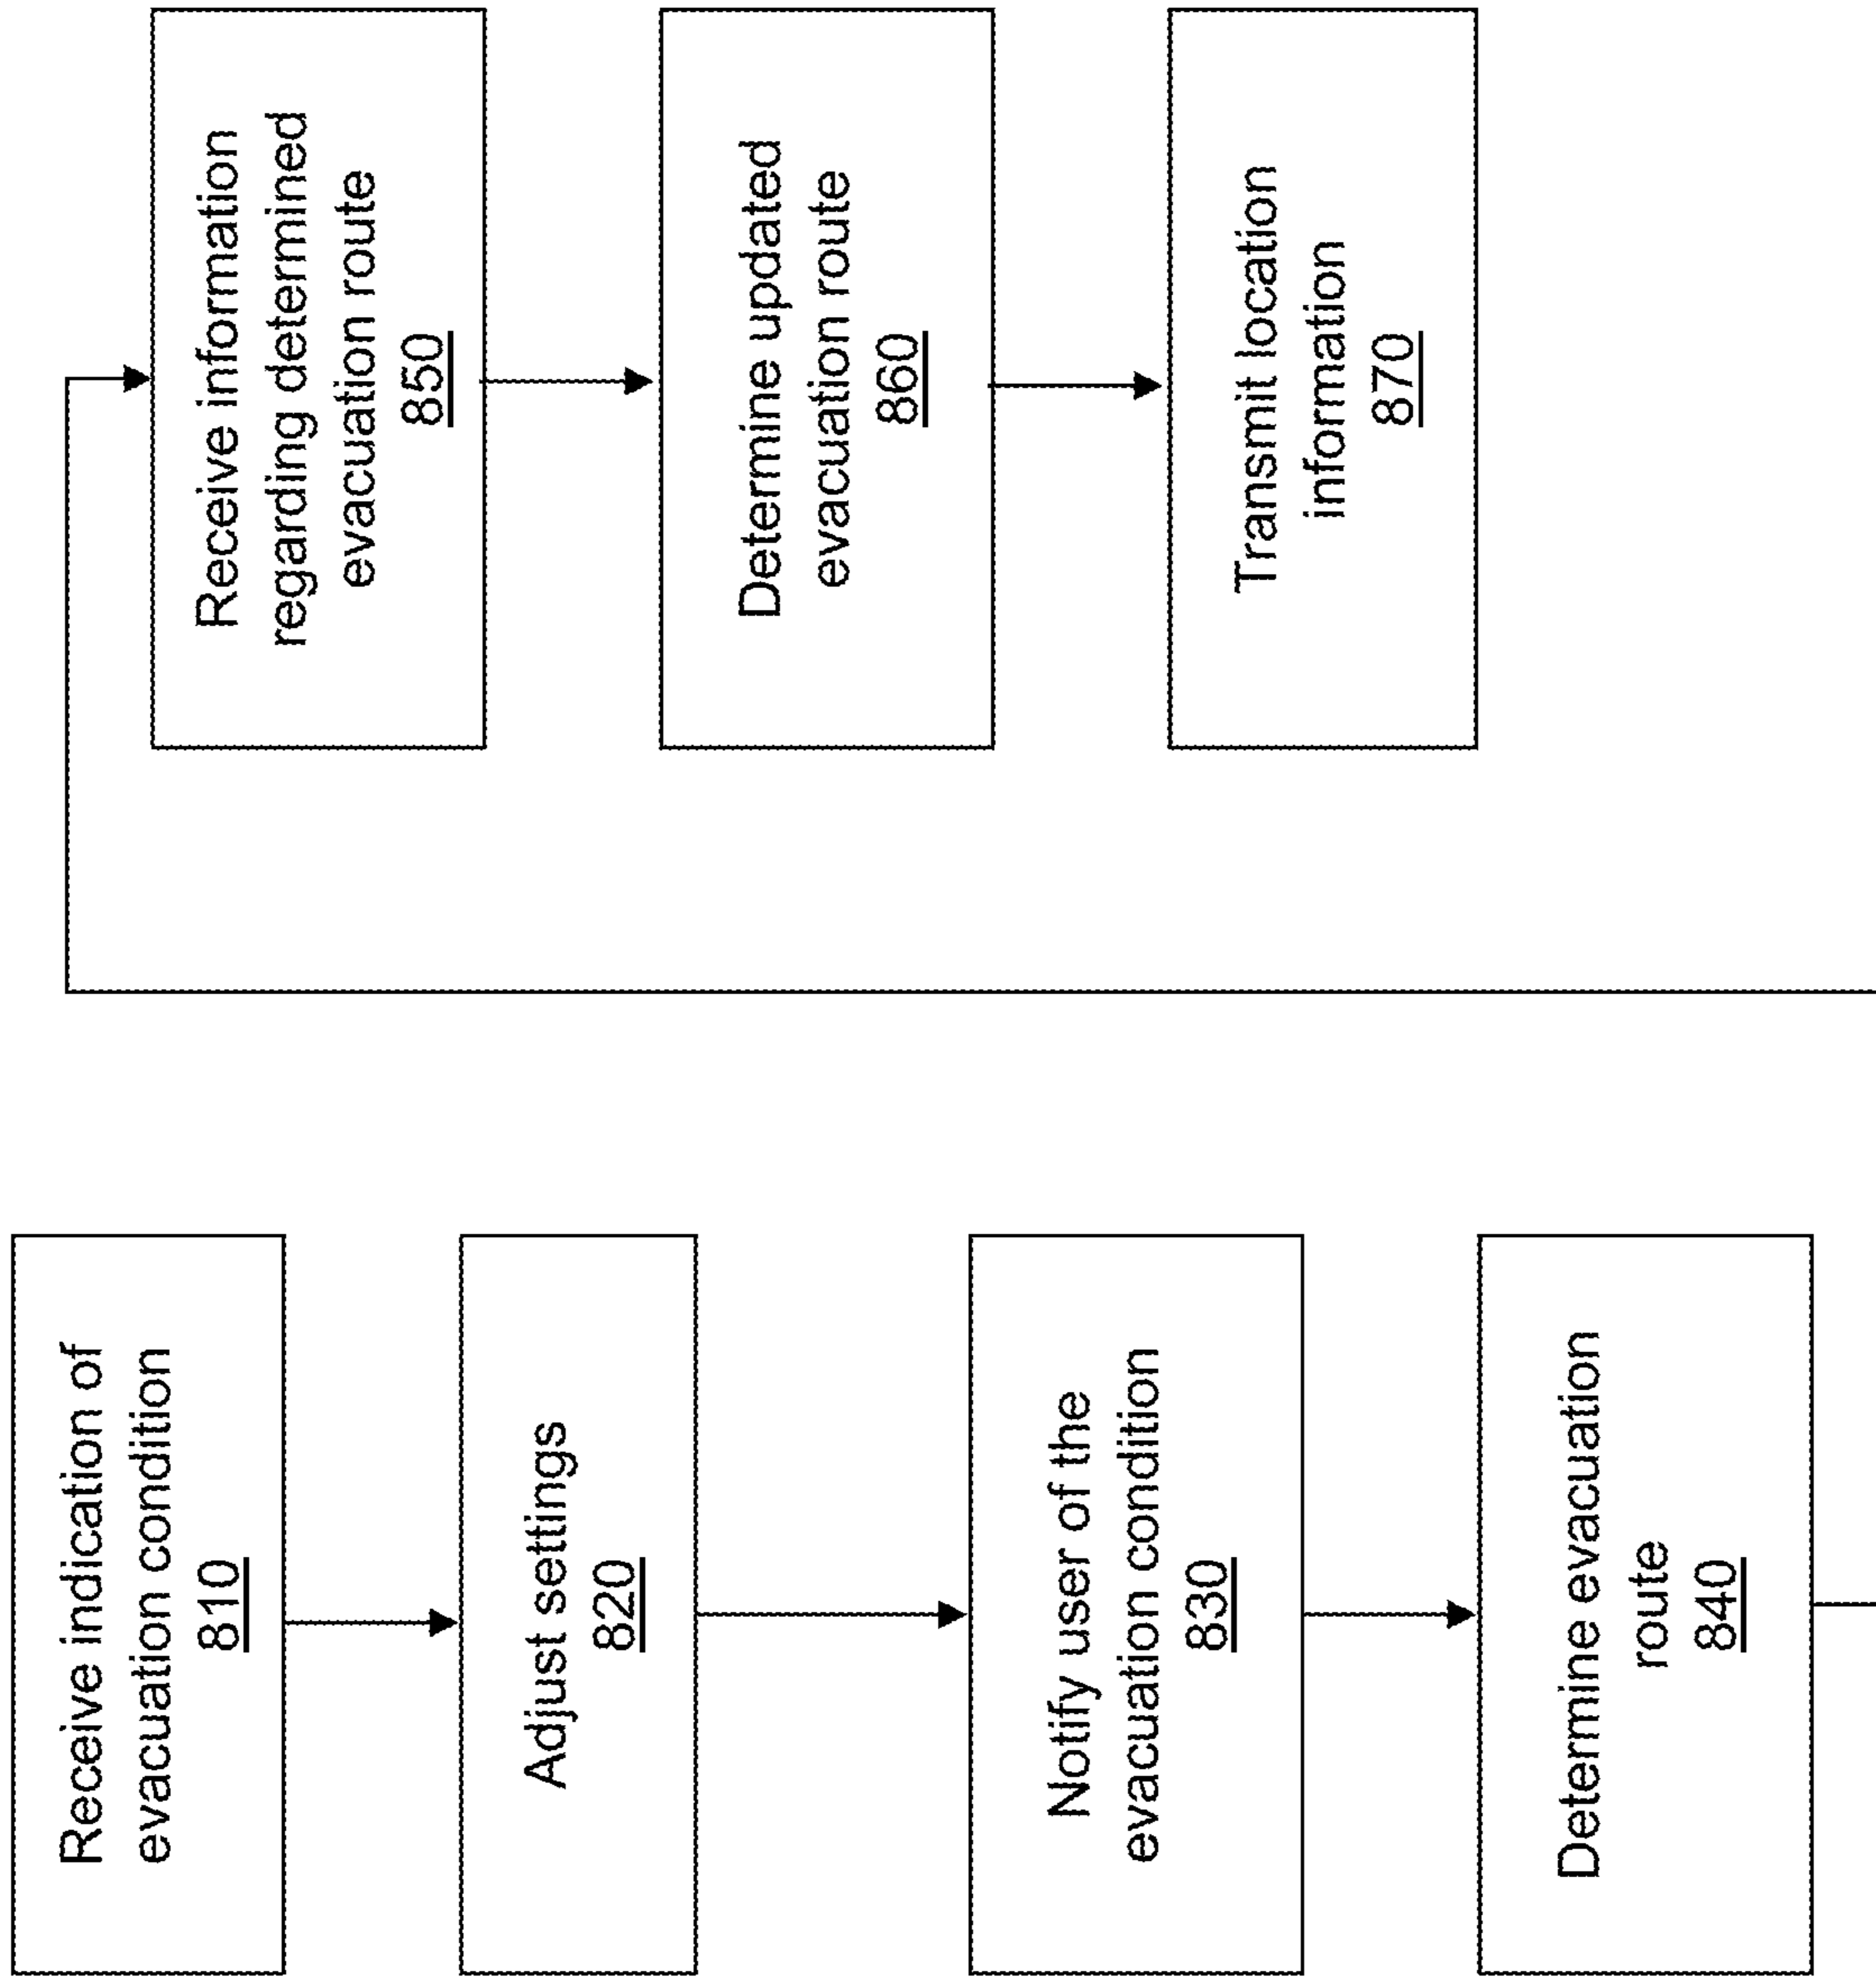 Receive indication of
evacuation condition
810
Adjust settings
820
Notify user of the
evacuation condition
830
Determine evacuation
route
840
Receive information
regarding determined
evacuation route
850
Determine updated
evacuation route
860
Transmit location
information
870